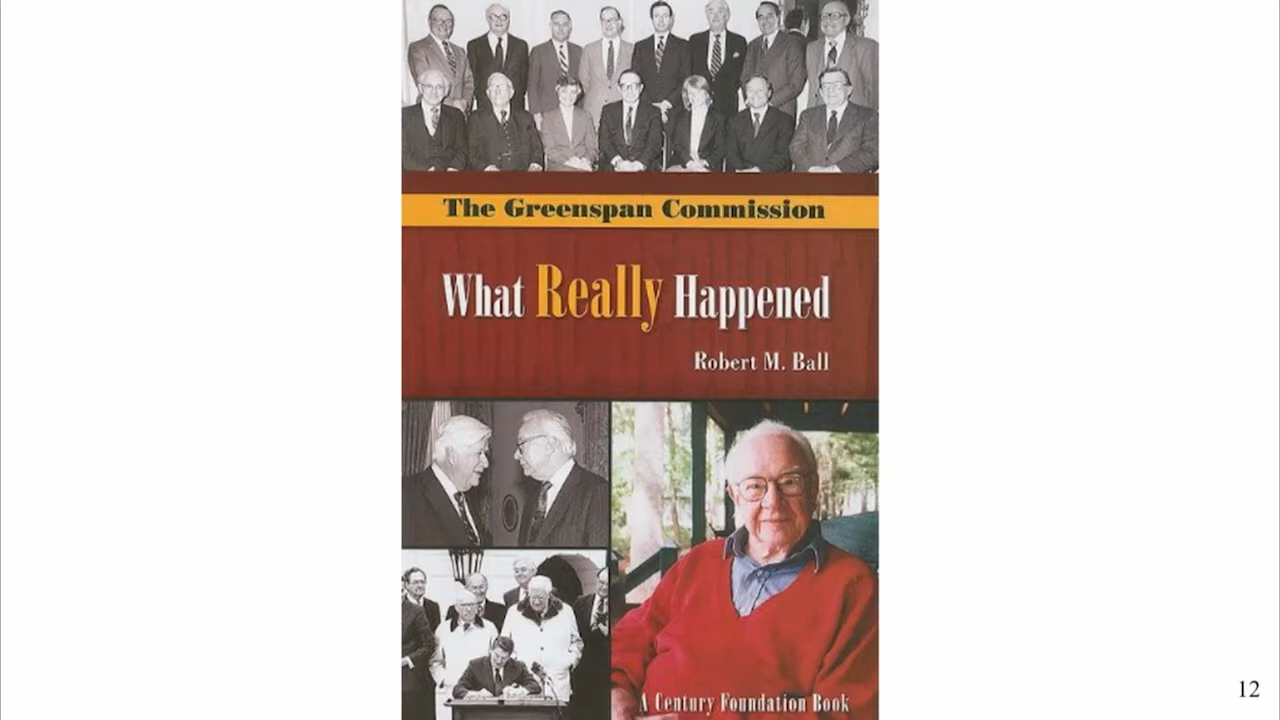 The Greenspan Commission
What Really Happened
Robert M. Ball
A Century Foundation Book
12